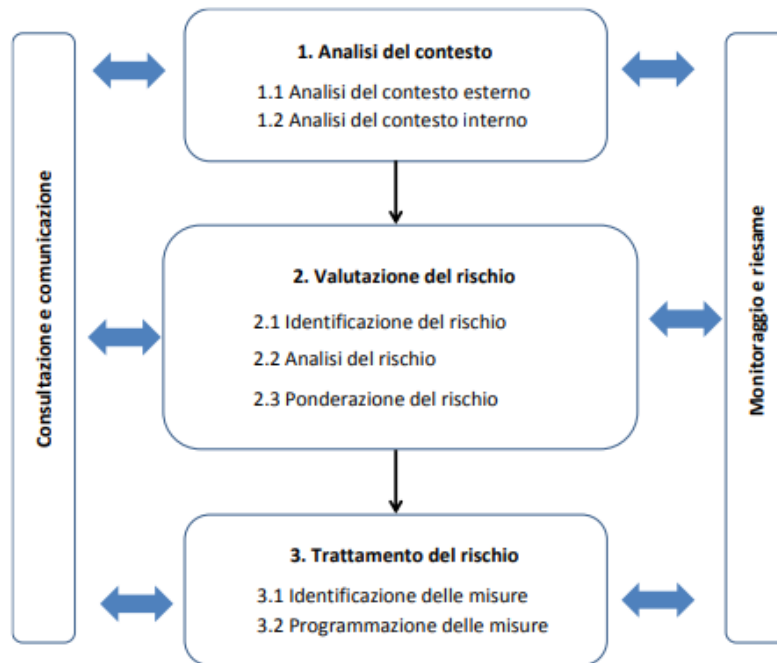 Consultazione e comunicazione
1. Analisi del contesto
1.1 Analisi del contesto esterno
1.2 Analisi del contesto interno
2. Valutazione del rischio
2.1 Identificazione del rischio
2.2 Analisi del rischio
2.3 Ponderazione del rischio
3. Trattamento del rischio
3.1 Identificazione delle misure
3.2 Programmazione delle misure
Monitoraggio e riesame